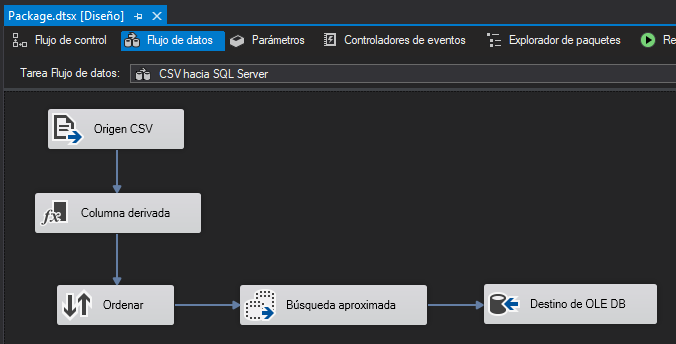 Package.dtsx [Diseño]
Flujo de control
Flujo de datos
Parámetros
Controladores de eventos
Explorador de paquetes
Re
Tarea Flujo de datos:
CSV hacia SQL Server
Origen CSV
fx
Columna derivada
Ordenar
Búsqueda aproximada
Destino de OLE DB